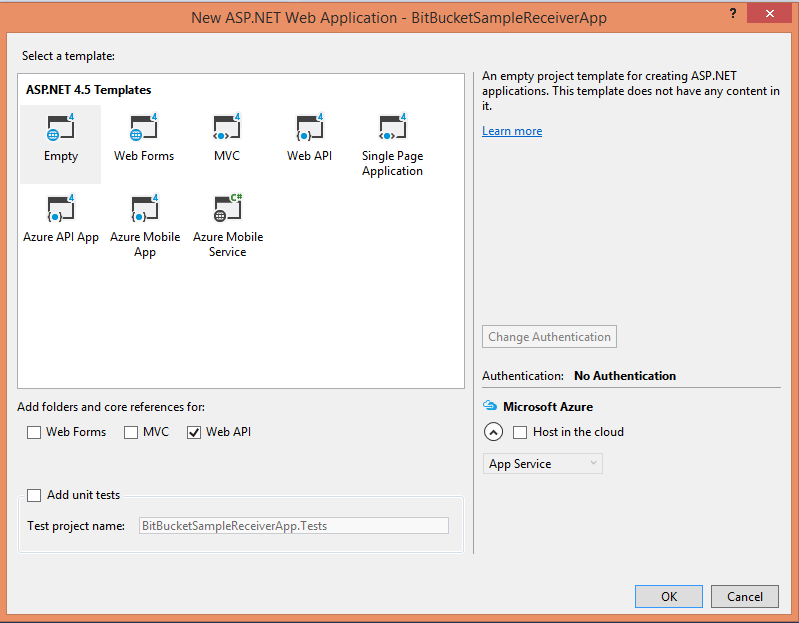 New ASP.NET Web Application - BitBucketSampleReceiverApp
?
Select a template:
ASP.NET 4.5 Templates
4 4 4 4 4
Empty Web Forms MVC Web API Single Page
Application
4 4 C#
Azure API App Azure Mobile Azure Mobile
App Service
An empty project template for creating ASP.NET
applications. This template does not have any content in
it.
Learn more
Change Authentication
Authentication: No Authentication
Microsoft Azure
Host in the cloud
App Service
Add folders and core references for:
Web Forms MVC Web API
Add unit tests
Test project name: BitBucketSampleReceiverApp.Tests
OK Cancel